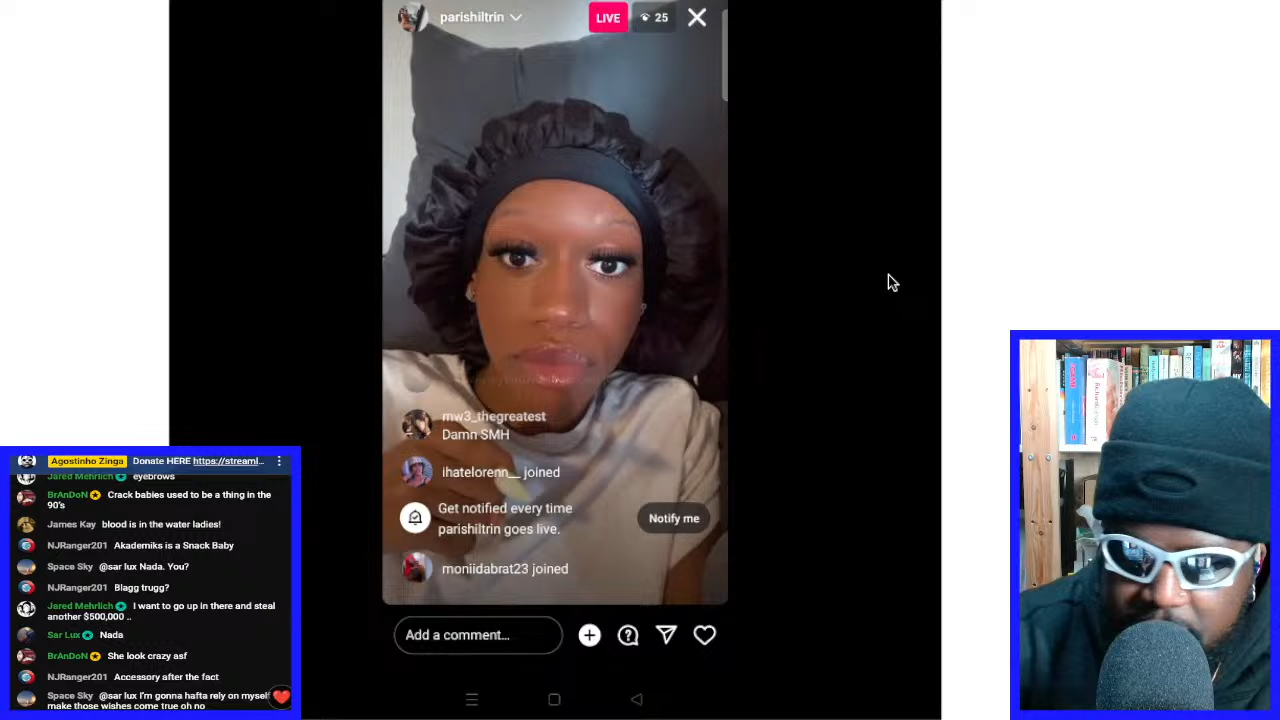 parishiltrin
LIVE
25
mw3_thegreatest
Damn SMH
ihatelorenn__ joined
Get notified every time
parishiltrin goes live.
Notify me
moniidabrat23 joined
Add a comment...
Agostinho Zinga Donate HERE https://streaml...
Jared Mehrlich eyebrows
BrAnDoN Crack babies used to be a thing in the
90's
James Kay blood is in the water ladies!
NJRanger201 Akademiks is a Snack Baby
Space Sky @sar lux Nada. You?
NJRanger201 Blagg trugg?
Jared Mehrlich I want to go up in there and steal
another $500,000 ..
Sar Lux Nada
BrAnDoN She look crazy asf
NJRanger201 Accessory after the fact
Space Sky @sar lux I'm gonna hafta rely on myself
make those wishes come true oh no